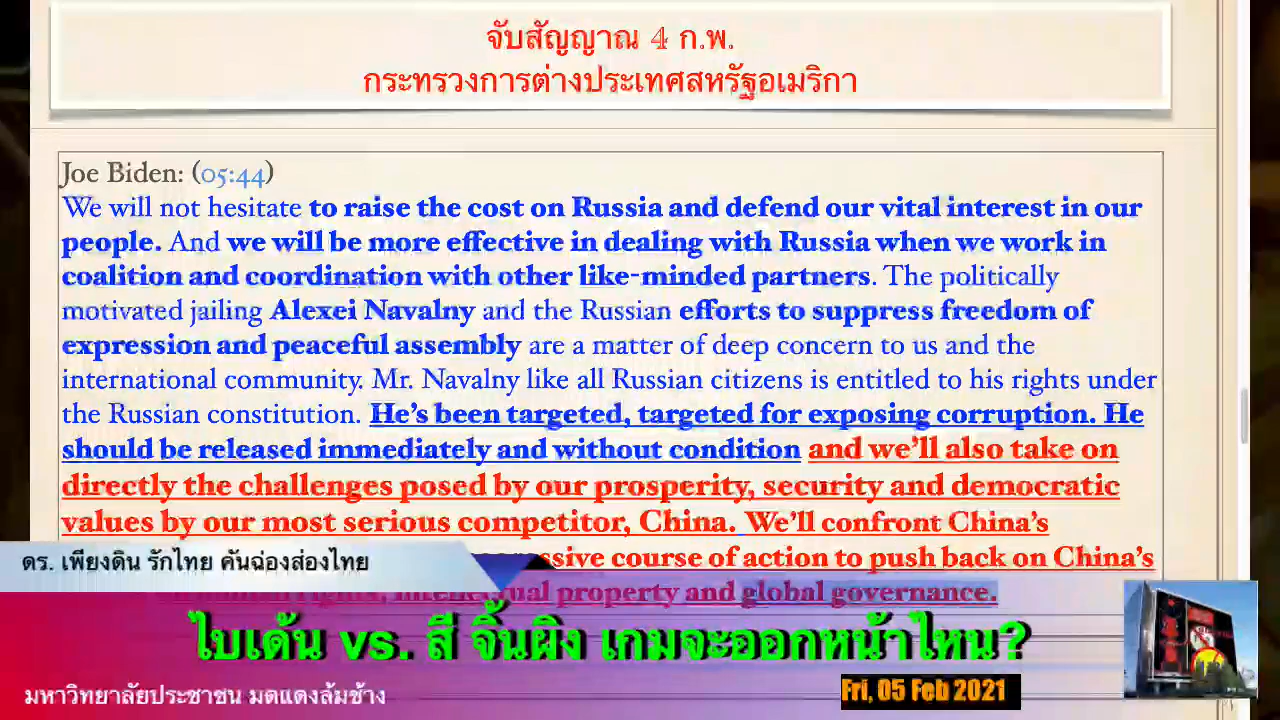 จับสัญญาณ 4 ก.พ.
กระทรวงการต่างประเทศสหรัฐอเมริกา
Joe Biden: (05:44)
We will not hesitate to raise the cost on Russia and defend our vital interest in our
people. And we will be more effective in dealing with Russia when we work in
coalition and coordination with other like-minded partners. The politically
motivated jailing Alexei Navalny and the Russian efforts to suppress freedom of
expression and peaceful assembly are a matter of deep concern to us and the
international community. Mr. Navalny like all Russian citizens is entitled to his rights under
the Russian constitution. He's been targeted, targeted for exposing corruption. He
should be released immediately and without condition and we'll also take on
directly the challenges posed by our prosperity, security and democratic
values by our most serious competitor, China. We'll confront China's
course of action to push back on China's
property and global governance.
ดร. เพียงดิน รักไทย คันฉ่องส่องไทย
ไบเด้น vs. สี จิ้นผิง เกมจะออกหน้าไหน?
มหาวิทยาลัยประชาชน มดแดงล้มช้าง
Fri, 05 Feb 2021